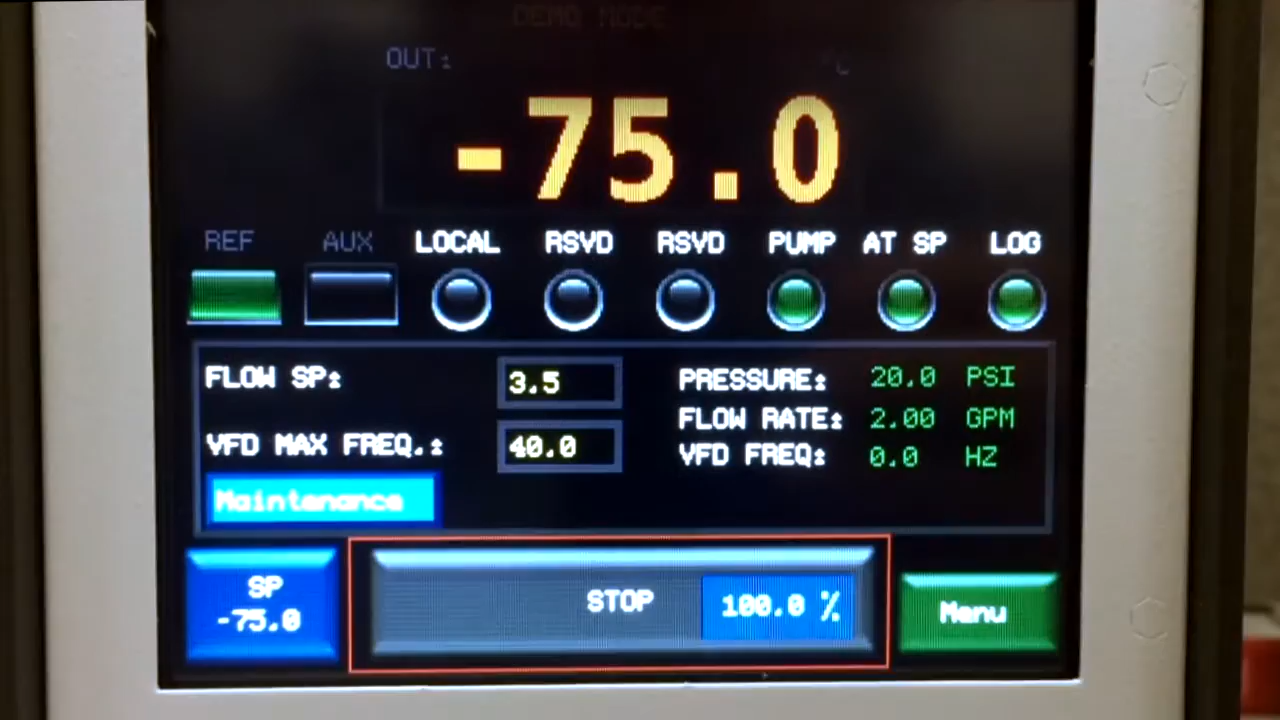 DEMO MODE
OUT: °C
-75.0
REF AUX LOCAL RSVD RSVD PUMP AT SP LOG
FLOW SP: 3.5
PRESSURE: 20.0 PSI
FLOW RATE: 2.00 GPM
VFD MAX FREQ.: 40.0
VFD FREQ: 0.0 HZ
Maintenance
SP
-75.0
STOP 100.0 %
Menu